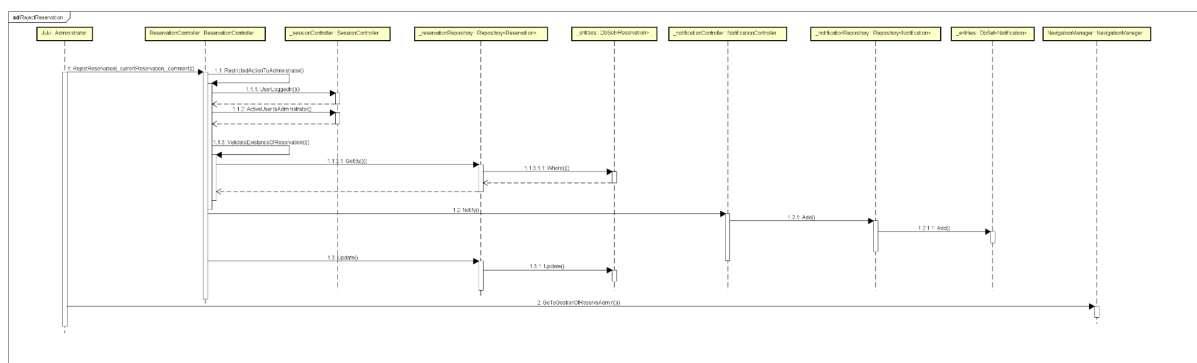 sd RejectReservation
Juki : Administrator
ReservationController : ReservationController
_sessionController : SessionController
_reservationRepository : Repository<Reservation>
_entities : DbSet<Reservation>
_notificationController : NotificationController
_notificationRepository : Repository<Notification>
_entities : DbSet<Notification>
NavigationManager : NavigationManager
1: RejectReservation(_currentReservation, _comment)()
1.1: RestrictedActionToAdministrator()
1.1.1: UserLoggedIn()()
1.1.2: ActiveUserIsAdministrator()
1.1.3: ValidateExistanceOfReservation()()
1.1.3.1: GetBy()()
1.1.3.1.1: Where()()
1.2: Notify()
1.2.1: Add()
1.2.1.1: Add()
1.3: Update()
1.3.1: Update()
2: GoToGestionOfReservsAdmin()()